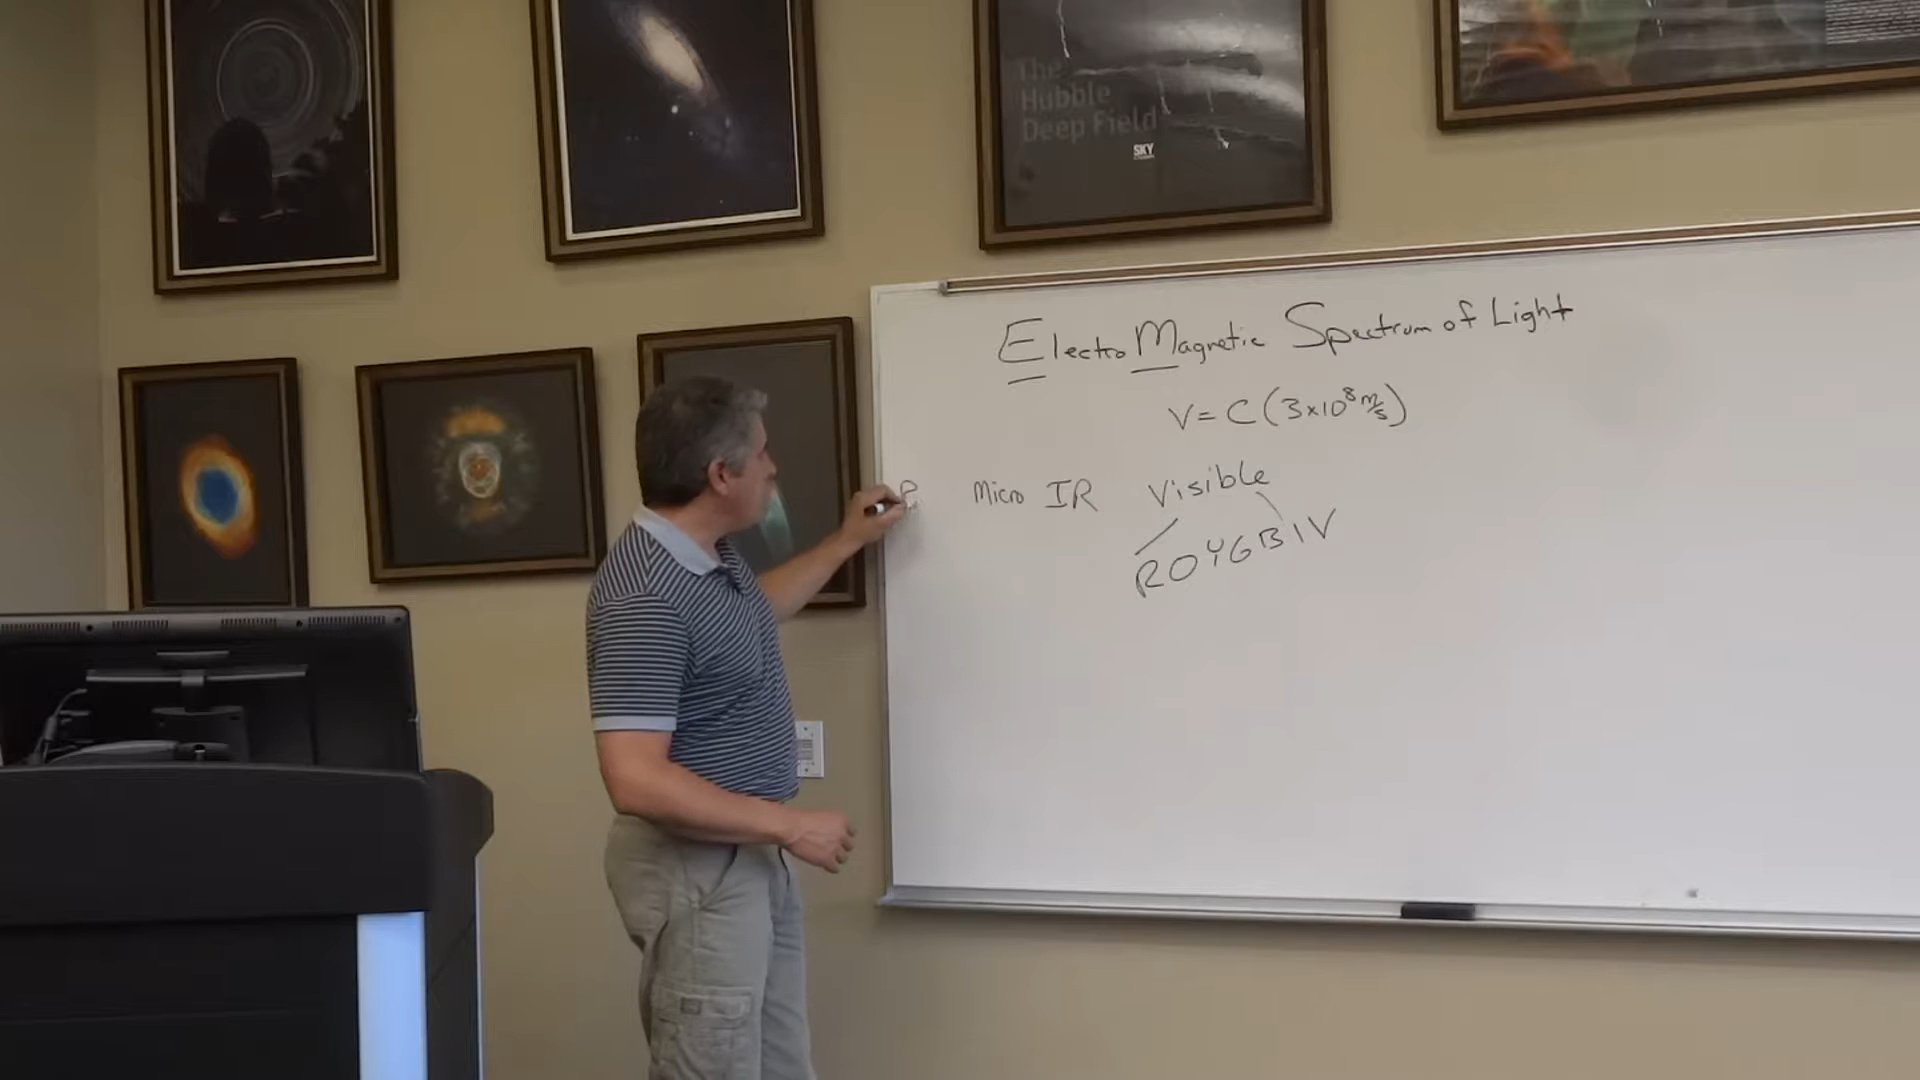 The
Hubble
Deep Field
SKY
ElectroMagnetic Spectrum of Light
V = C (3x10⁸ m/s)
R Micro IR Visible
ROYGBIV